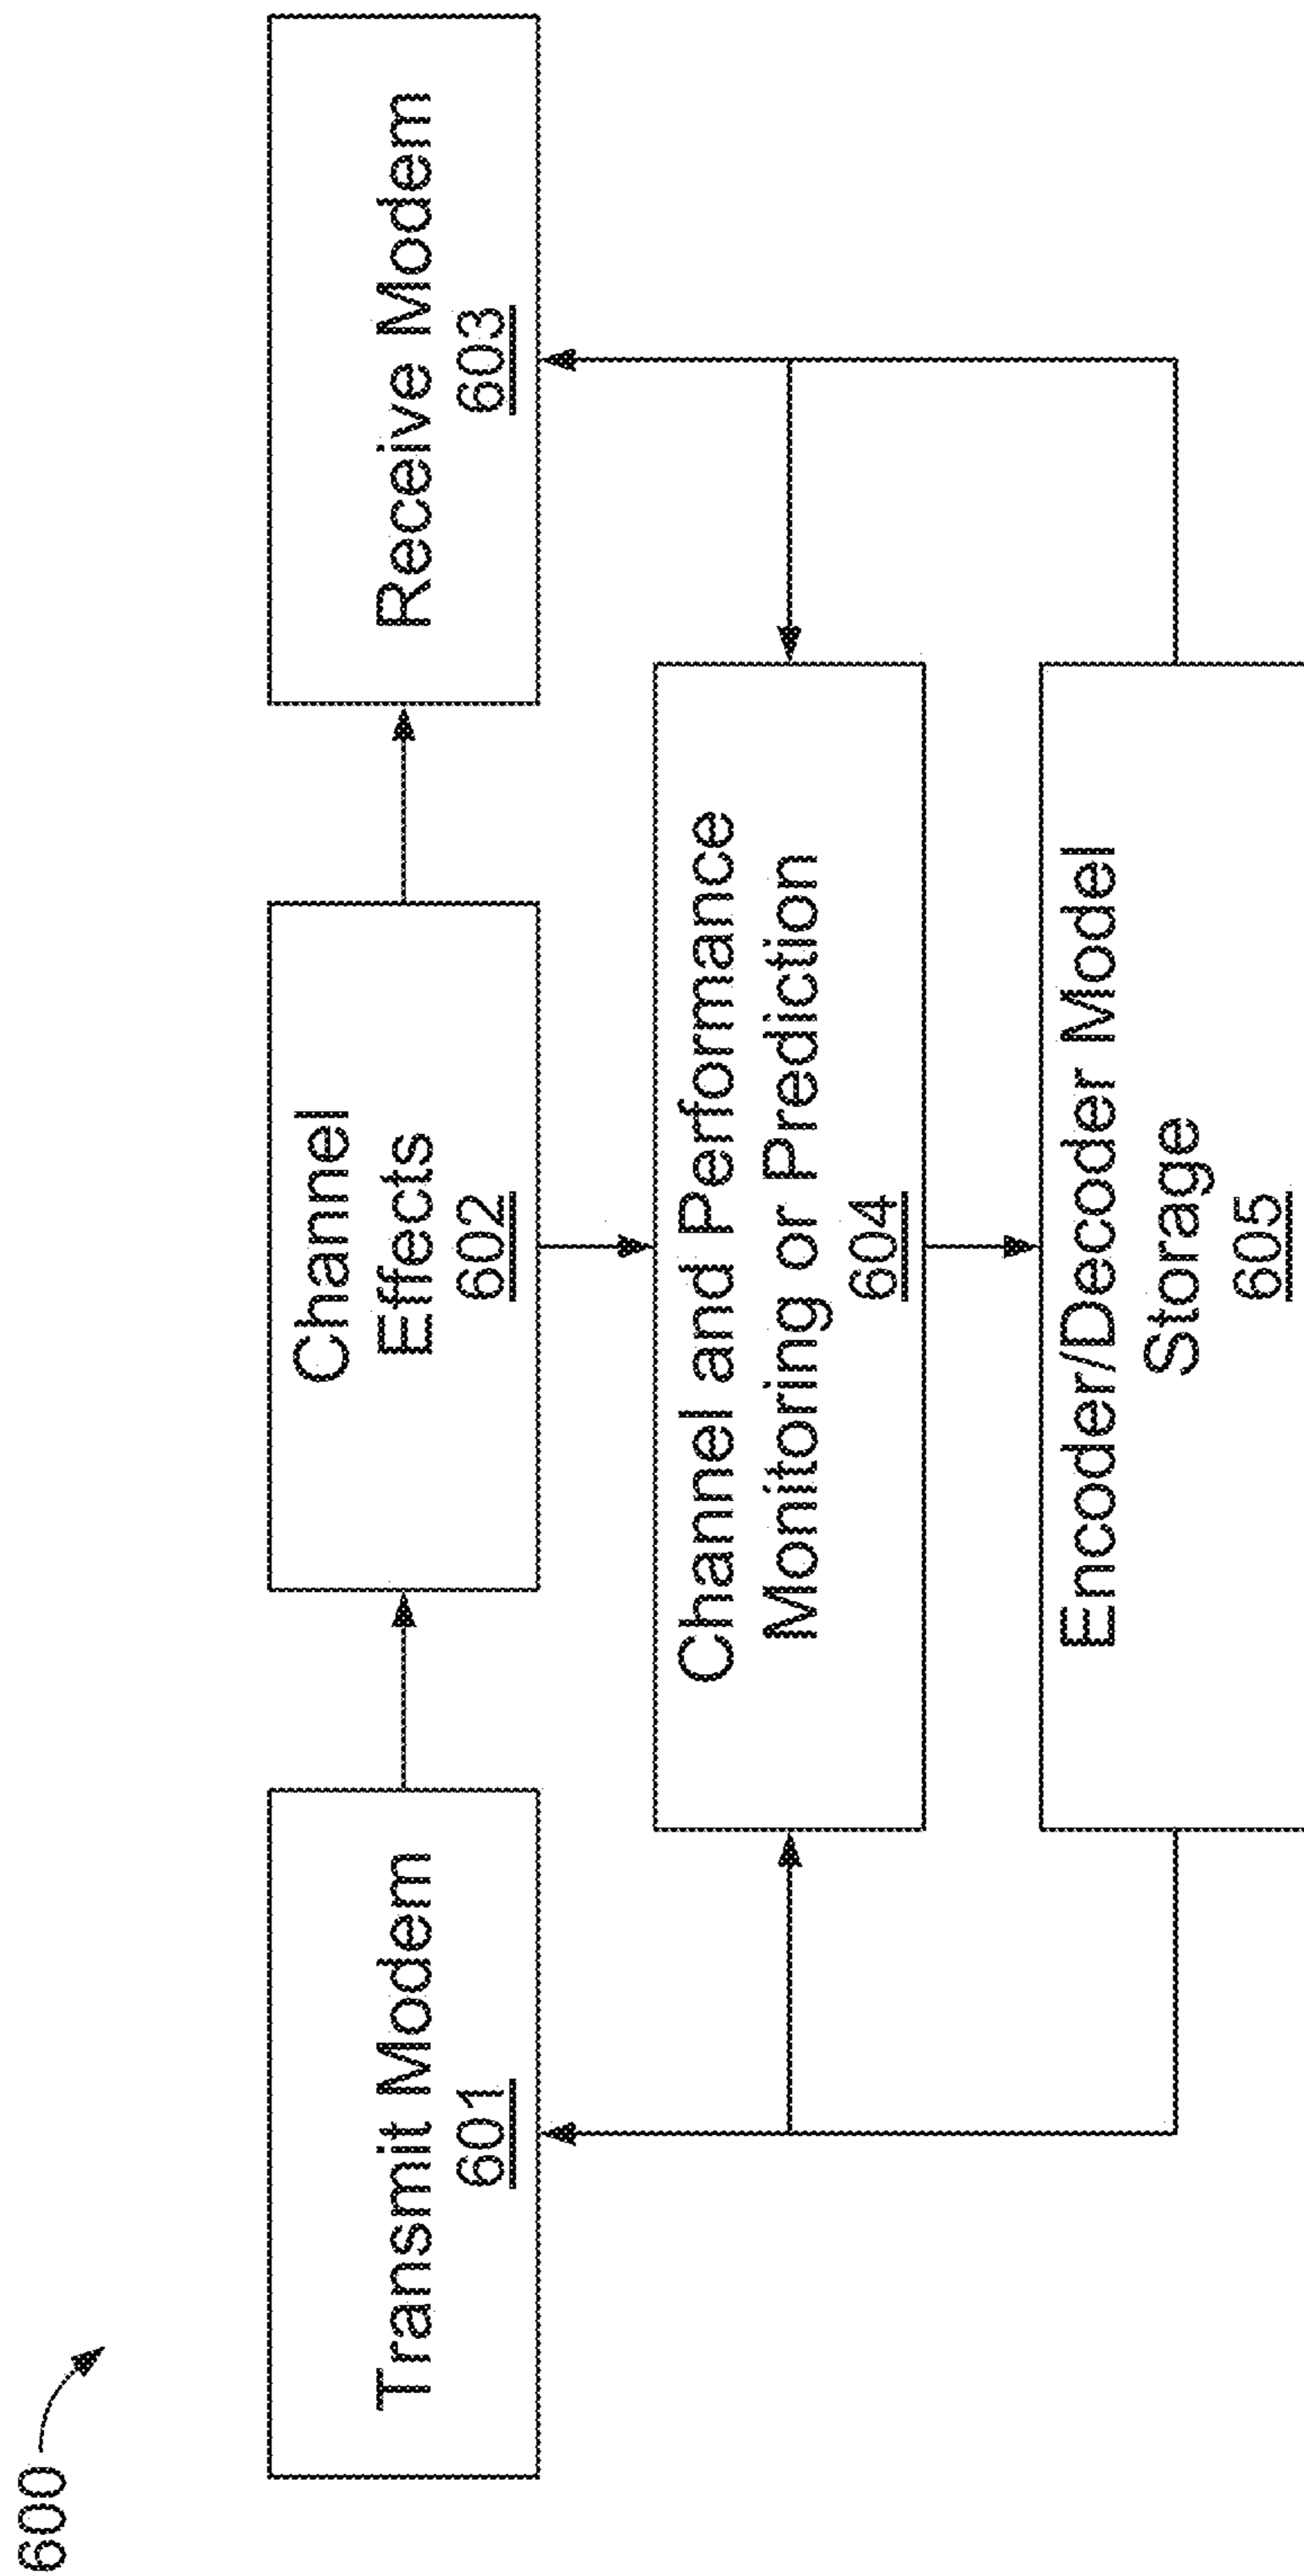 600
Transmit Modem
601
Channel
Effects
602
Receive Modem
603
Channel and Performance
Monitoring or Prediction
604
Encoder/Decoder Model
Storage
605